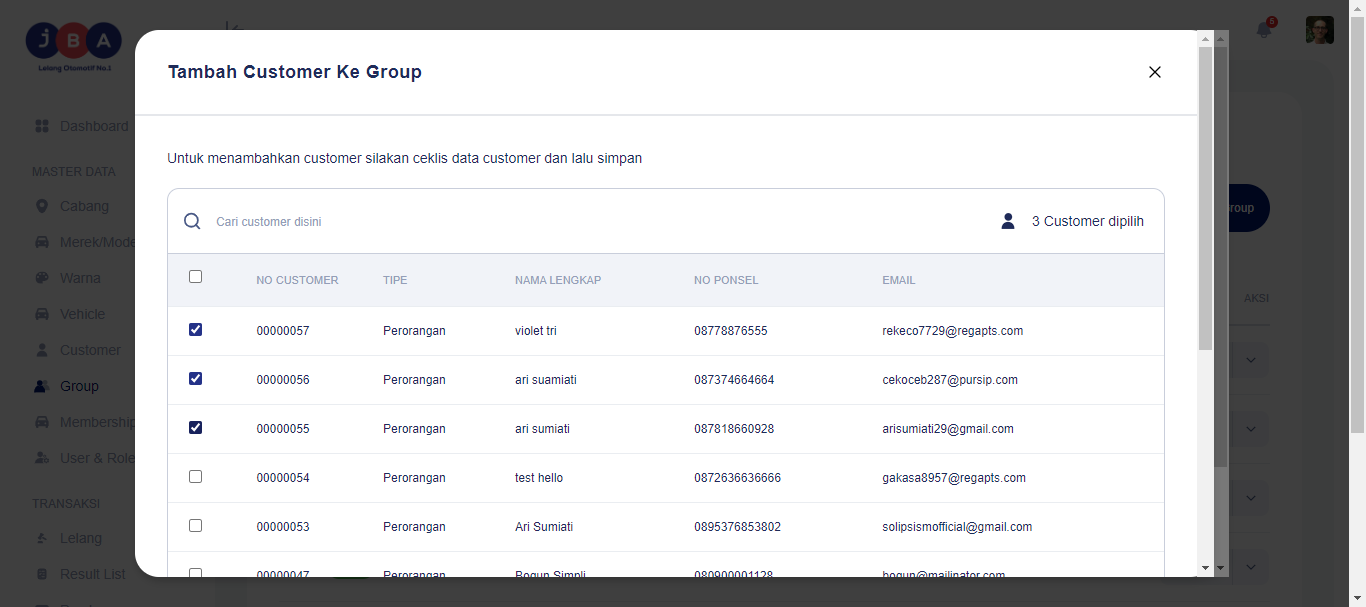 JBA
Lelang Otomotif No.1
6
Tambah Customer Ke Group
Dashboard
Untuk menambahkan customer silakan ceklis data customer dan lalu simpan
MASTER DATA
Cabang
Merek/Mode
Warna
Vehicle
Customer
Group
Membership
User & Role
TRANSAKSI
Lelang
Result List
Cari customer disini
3 Customer dipilih
roup
NO CUSTOMER TIPE NAMA LENGKAP NO PONSEL EMAIL
AKSI
00000057 Perorangan violet tri 08778876555 rekeco7729@regapts.com
00000056 Perorangan ari suamiati 087374664664 cekoceb287@pursip.com
00000055 Perorangan ari sumiati 087818660928 arisumiati29@gmail.com
00000054 Perorangan test hello 0872636636666 gakasa8957@regapts.com
00000053 Perorangan Ari Sumiati 0895376853802 solipsismofficial@gmail.com
00000047 Perorangan Bogun Simpli 080900001128 bogun@mailinator.com